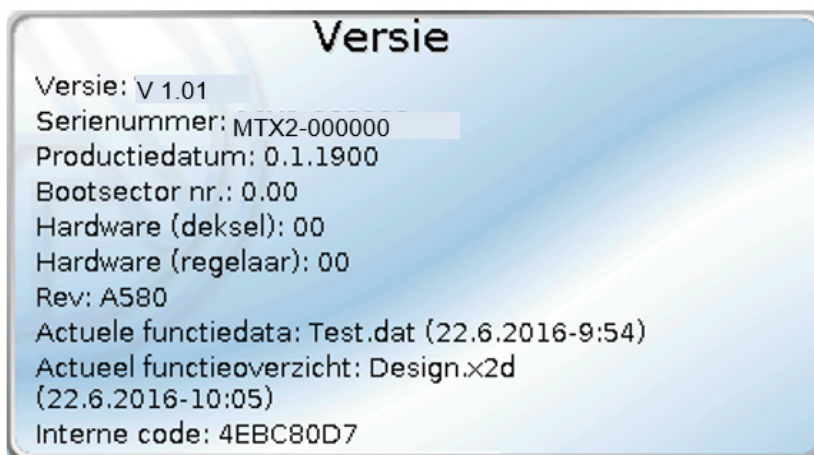 Versie
Versie: V 1.01
Serienummer: MTX2-000000
Productiedatum: 0.1.1900
Bootsector nr.: 0.00
Hardware (deksel): 00
Hardware (regelaar): 00
Rev: A580
Actuele functiedata: Test.dat (22.6.2016-9:54)
Actueel functieoverzicht: Design.x2d
(22.6.2016-10:05)
Interne code: 4EBC80D7